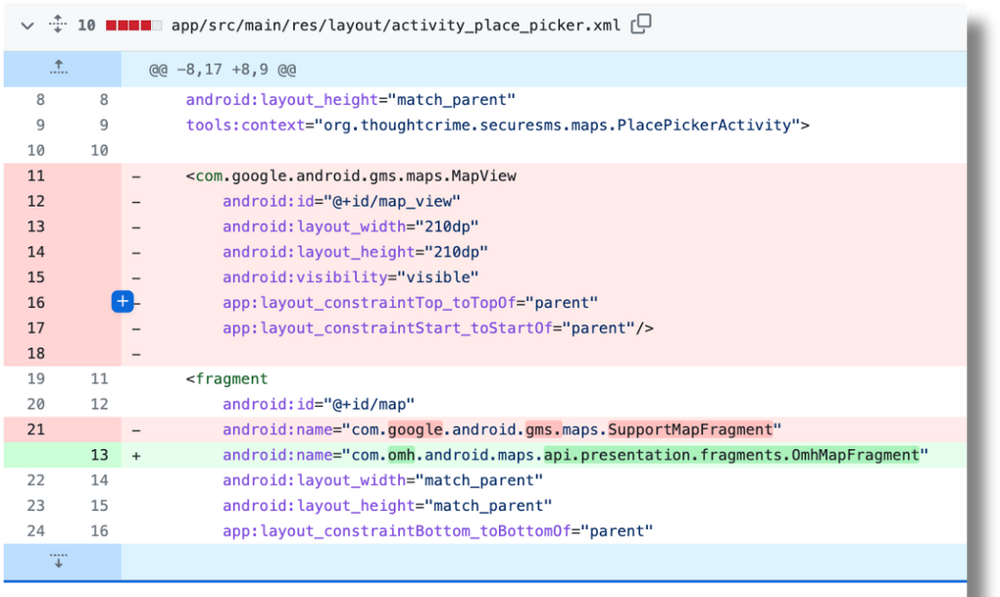 10 app/src/main/res/layout/activity_place_picker.xml
@@ -8,17 +8,9 @@
8 8 android:layout_height="match_parent"
9 9 tools:context="org.thoughtcrime.securesms.maps.PlacePickerActivity">
10 10
11 - <com.google.android.gms.maps.MapView
12 - android:id="@+id/map_view"
13 - android:layout_width="210dp"
14 - android:layout_height="210dp"
15 - android:visibility="visible"
16 + - app:layout_constraintTop_toTopOf="parent"
17 - app:layout_constraintStart_toStartOf="parent"/>
18 -
19 11 <fragment
20 12 android:id="@+id/map"
21 - android:name="com.google.android.gms.maps.SupportMapFragment"
13 + android:name="com.omh.android.maps.api.presentation.fragments.OmhMapFragment"
22 14 android:layout_width="match_parent"
23 15 android:layout_height="match_parent"
24 16 app:layout_constraintBottom_toBottomOf="parent"